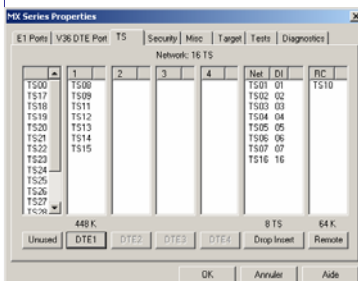 MX Series Properties
E1 Ports V36 DTE Port TS Security Misc Target Tests Diagnostics
Network: 16 TS
1 2 3 4 Net DI RC
TS00 TS08 TS01 01 TS10
TS17 TS09 TS02 02
TS18 TS11 TS03 03
TS19 TS12 TS04 04
TS20 TS13 TS05 05
TS21 TS14 TS06 06
TS22 TS15 TS07 07
TS23 TS16 16
TS24
TS25
TS26
TS27
TS28
448 K 8 TS 64 K
Unused DTE1 DTE2 DTE3 DTE4 Drop Insert Remote
OK Annuler Aide